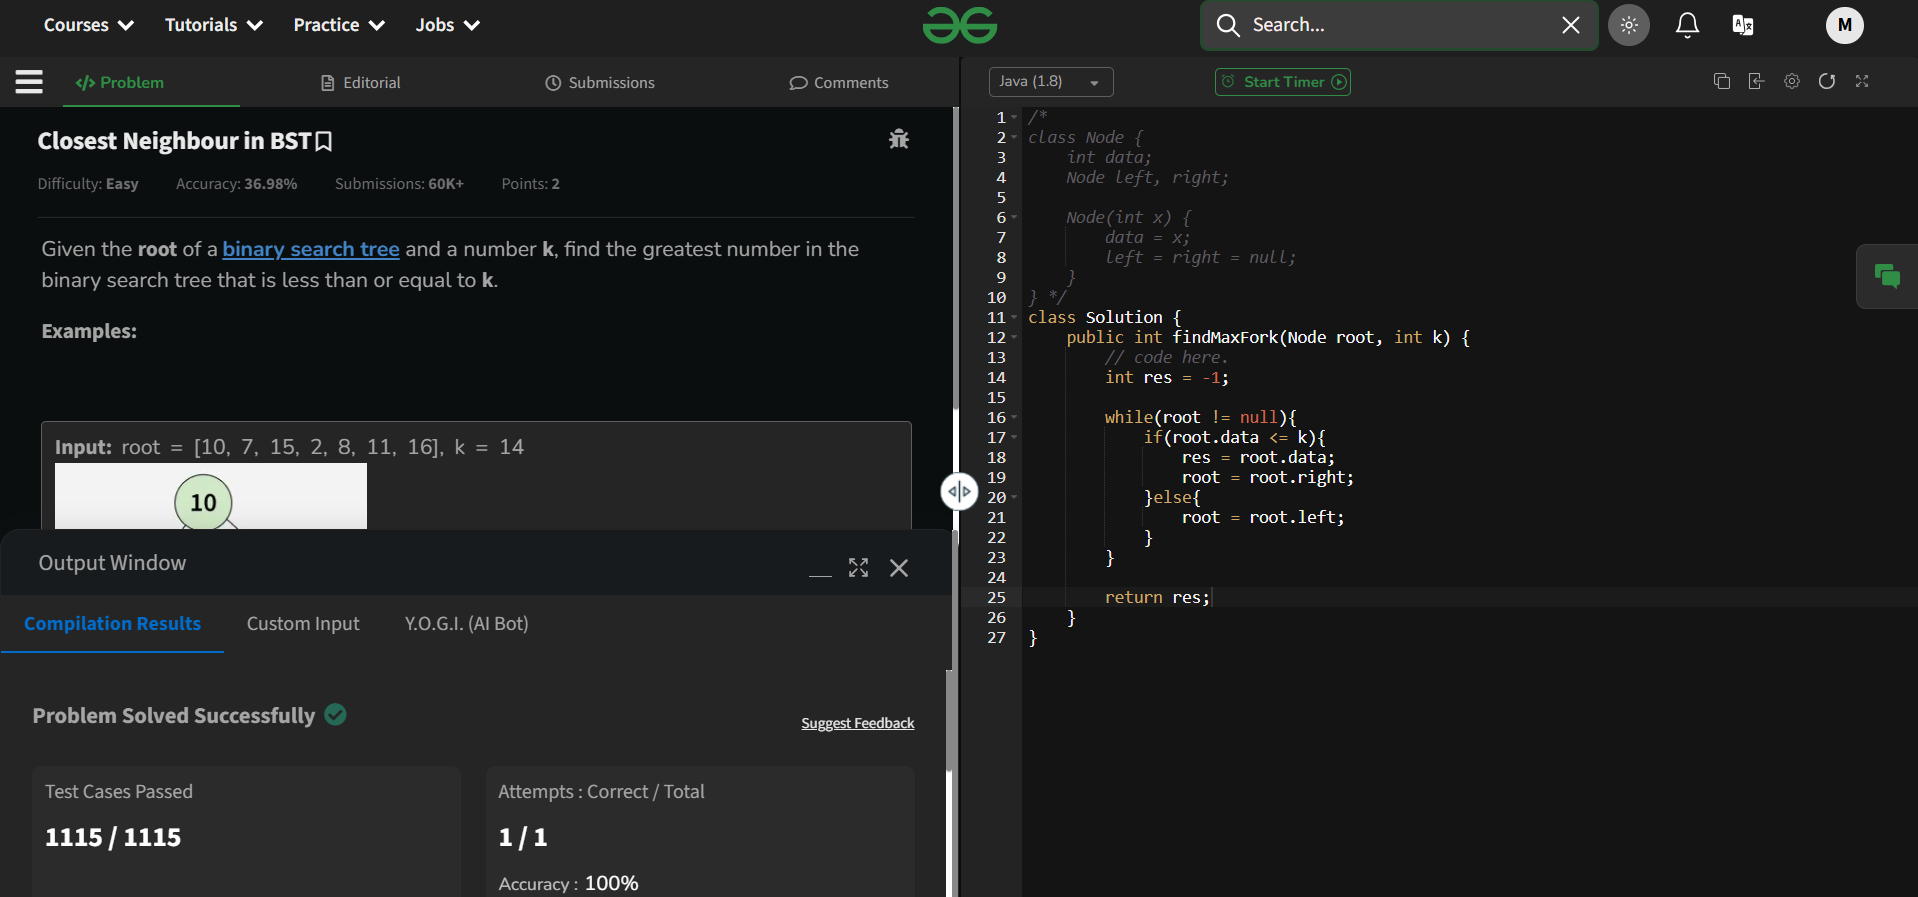 Courses Tutorials Practice Jobs Search... M
Problem Editorial Submissions Comments
Closest Neighbour in BST
Difficulty: Easy Accuracy: 36.98% Submissions: 60K+ Points: 2
Given the root of a binary search tree and a number k, find the greatest number in the
binary search tree that is less than or equal to k.
Examples:
Input: root = [10, 7, 15, 2, 8, 11, 16], k = 14
10
Output Window
Compilation Results Custom Input Y.O.G.I. (AI Bot)
Problem Solved Successfully
Suggest Feedback
Test Cases Passed
1115 / 1115
Attempts : Correct / Total
1 / 1
Accuracy : 100%
Java (1.8) Start Timer
1 /*
2 class Node {
3 int data;
4 Node left, right;
5
6 Node(int x) {
7 data = x;
8 left = right = null;
9 }
10 } */
11 class Solution {
12 public int findMaxFork(Node root, int k) {
13 // code here.
14 int res = -1;
15
16 while(root != null){
17 if(root.data <= k){
18 res = root.data;
19 root = root.right;
20 }else{
21 root = root.left;
22 }
23 }
24
25 return res;
26 }
27 }